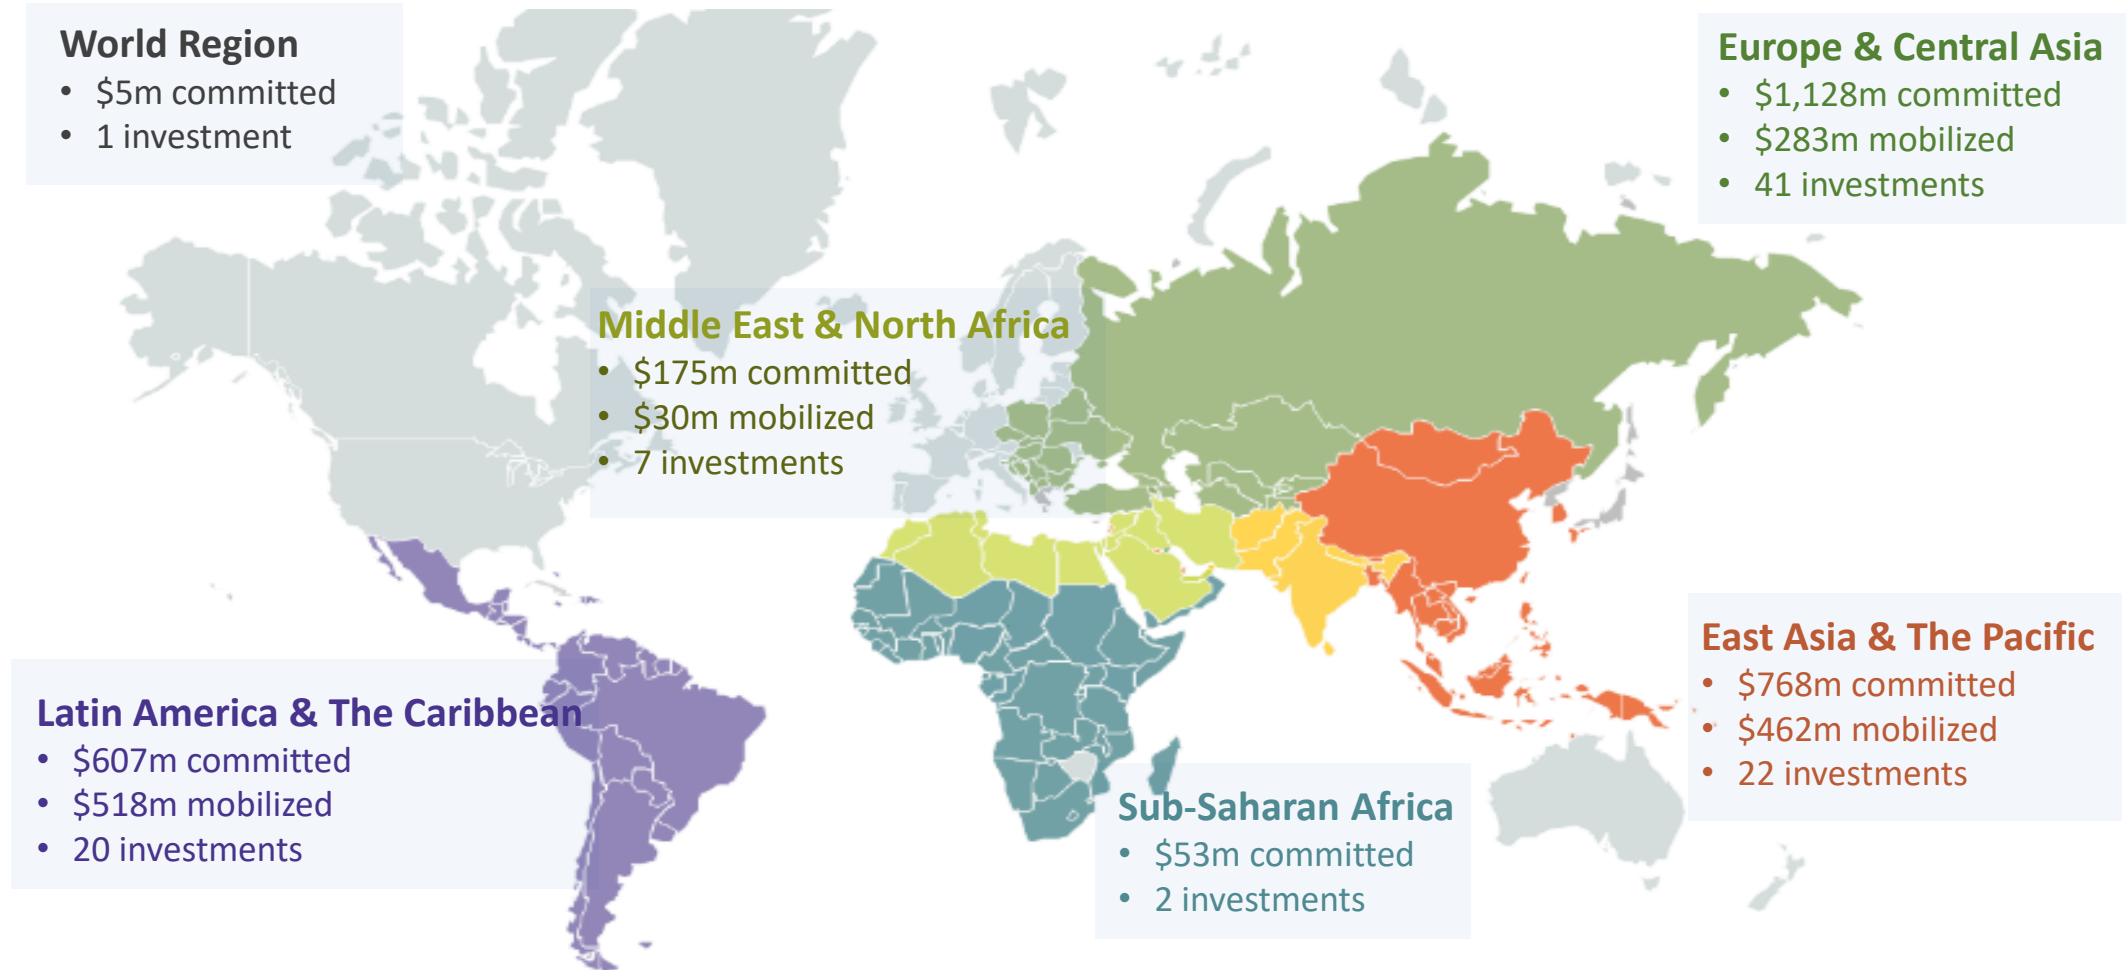 World Region
• $5m committed
• 1 investment
Europe & Central Asia
• $1,128m committed
• $283m mobilized
• 41 investments
Middle East & North Africa
• $175m committed
• $30m mobilized
• 7 investments
East Asia & The Pacific
• $768m committed
• $462m mobilized
• 22 investments
Latin America & The Caribbean
• $607m committed
• $518m mobilized
• 20 investments
Sub-Saharan Africa
• $53m committed
• 2 investments